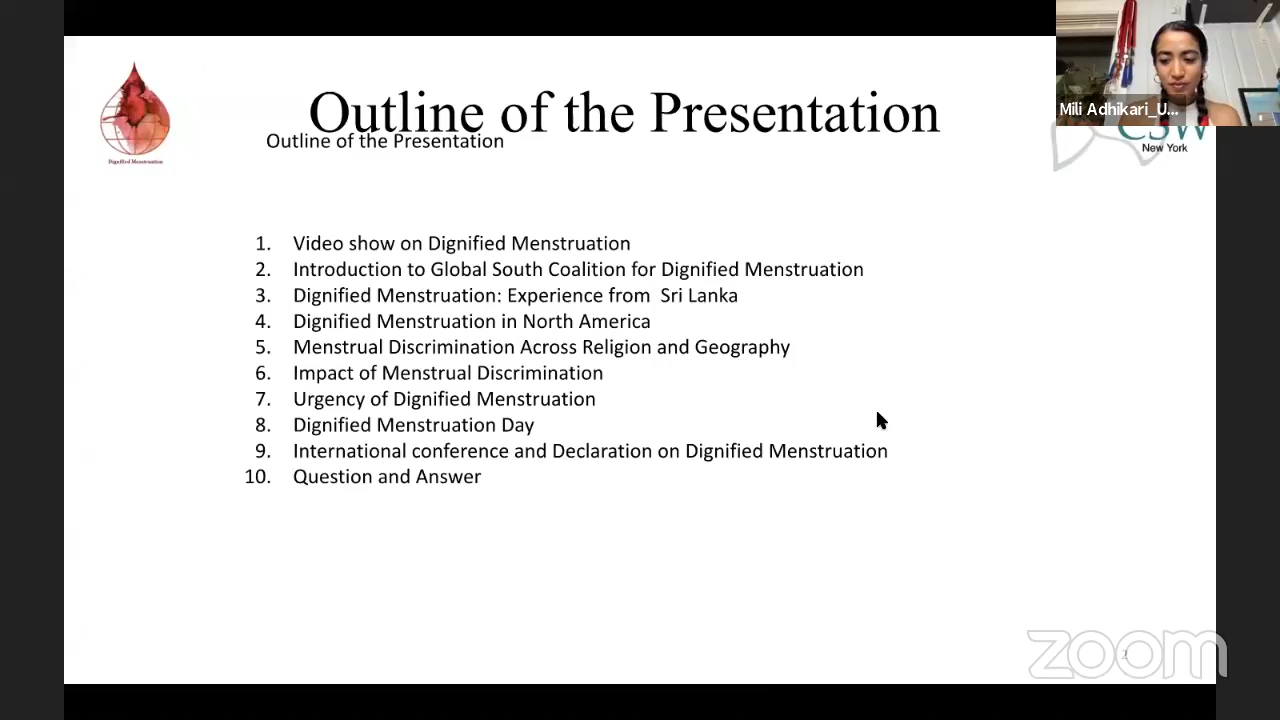 Outline of the Presentation
Outline of the Presentation
Dignified Menstruation
Mili Adhikari_U...
CSW
New York
1. Video show on Dignified Menstruation
2. Introduction to Global South Coalition for Dignified Menstruation
3. Dignified Menstruation: Experience from Sri Lanka
4. Dignified Menstruation in North America
5. Menstrual Discrimination Across Religion and Geography
6. Impact of Menstrual Discrimination
7. Urgency of Dignified Menstruation
8. Dignified Menstruation Day
9. International conference and Declaration on Dignified Menstruation
10. Question and Answer
zoom
2